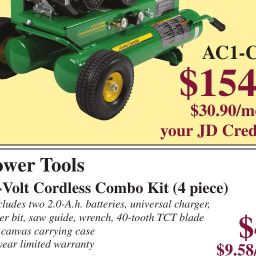 AC1-C
$154
$30.90/m
your JD Cred
ower Tools
-Volt Cordless Combo Kit (4 piece)
cludes two 2.0-A.h. batteries, universal charger,
er bit, saw guide, wrench, 40-tooth TCT blade
canvas carrying case
year limited warranty
$
$9.58/